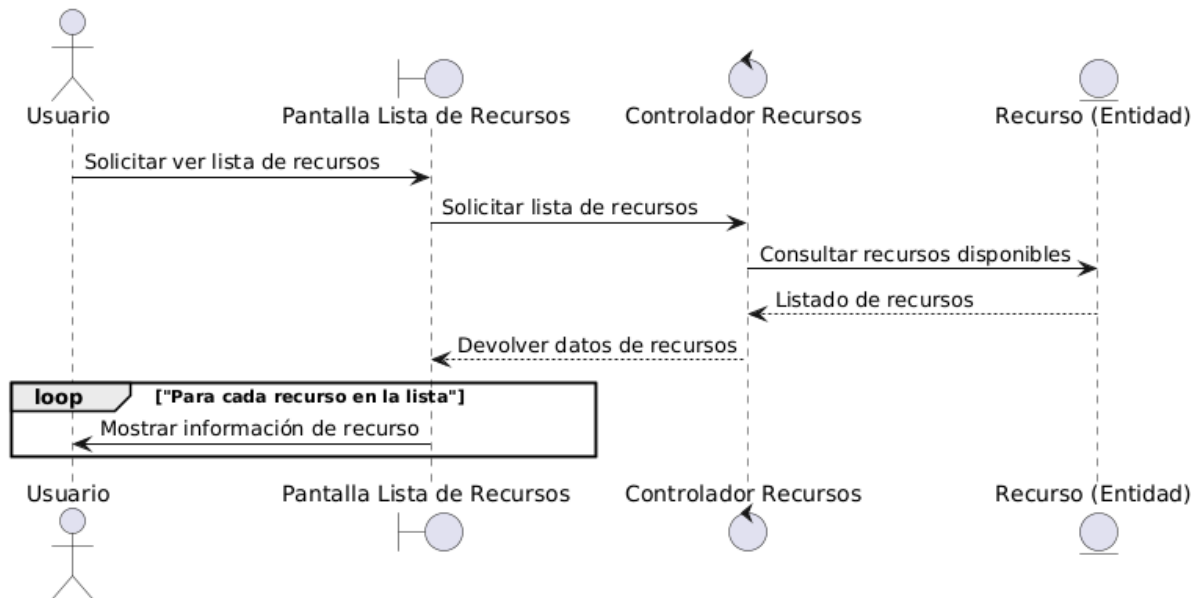 Usuario
Pantalla Lista de Recursos
Controlador Recursos
Recurso (Entidad)
Solicitar ver lista de recursos
Solicitar lista de recursos
Consultar recursos disponibles
Listado de recursos
Devolver datos de recursos
loop ["Para cada recurso en la lista"]
Mostrar información de recurso
Usuario
Pantalla Lista de Recursos
Controlador Recursos
Recurso (Entidad)